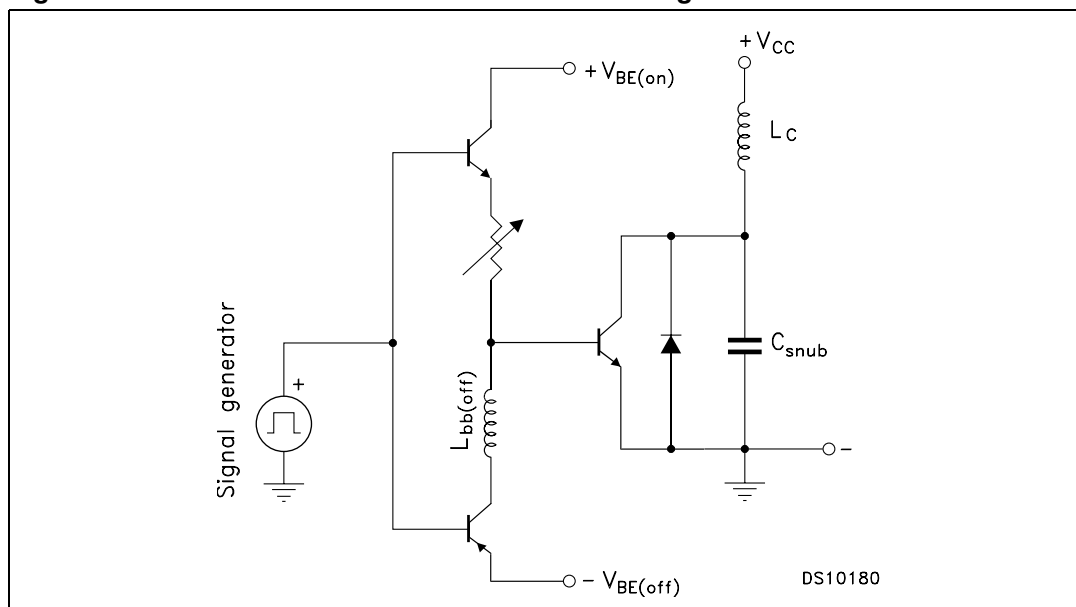 + V_CC
+ V_BE(on)
L_C
Signal generator
+
L_bb(off)
C_snub
-
- V_BE(off)
DS10180